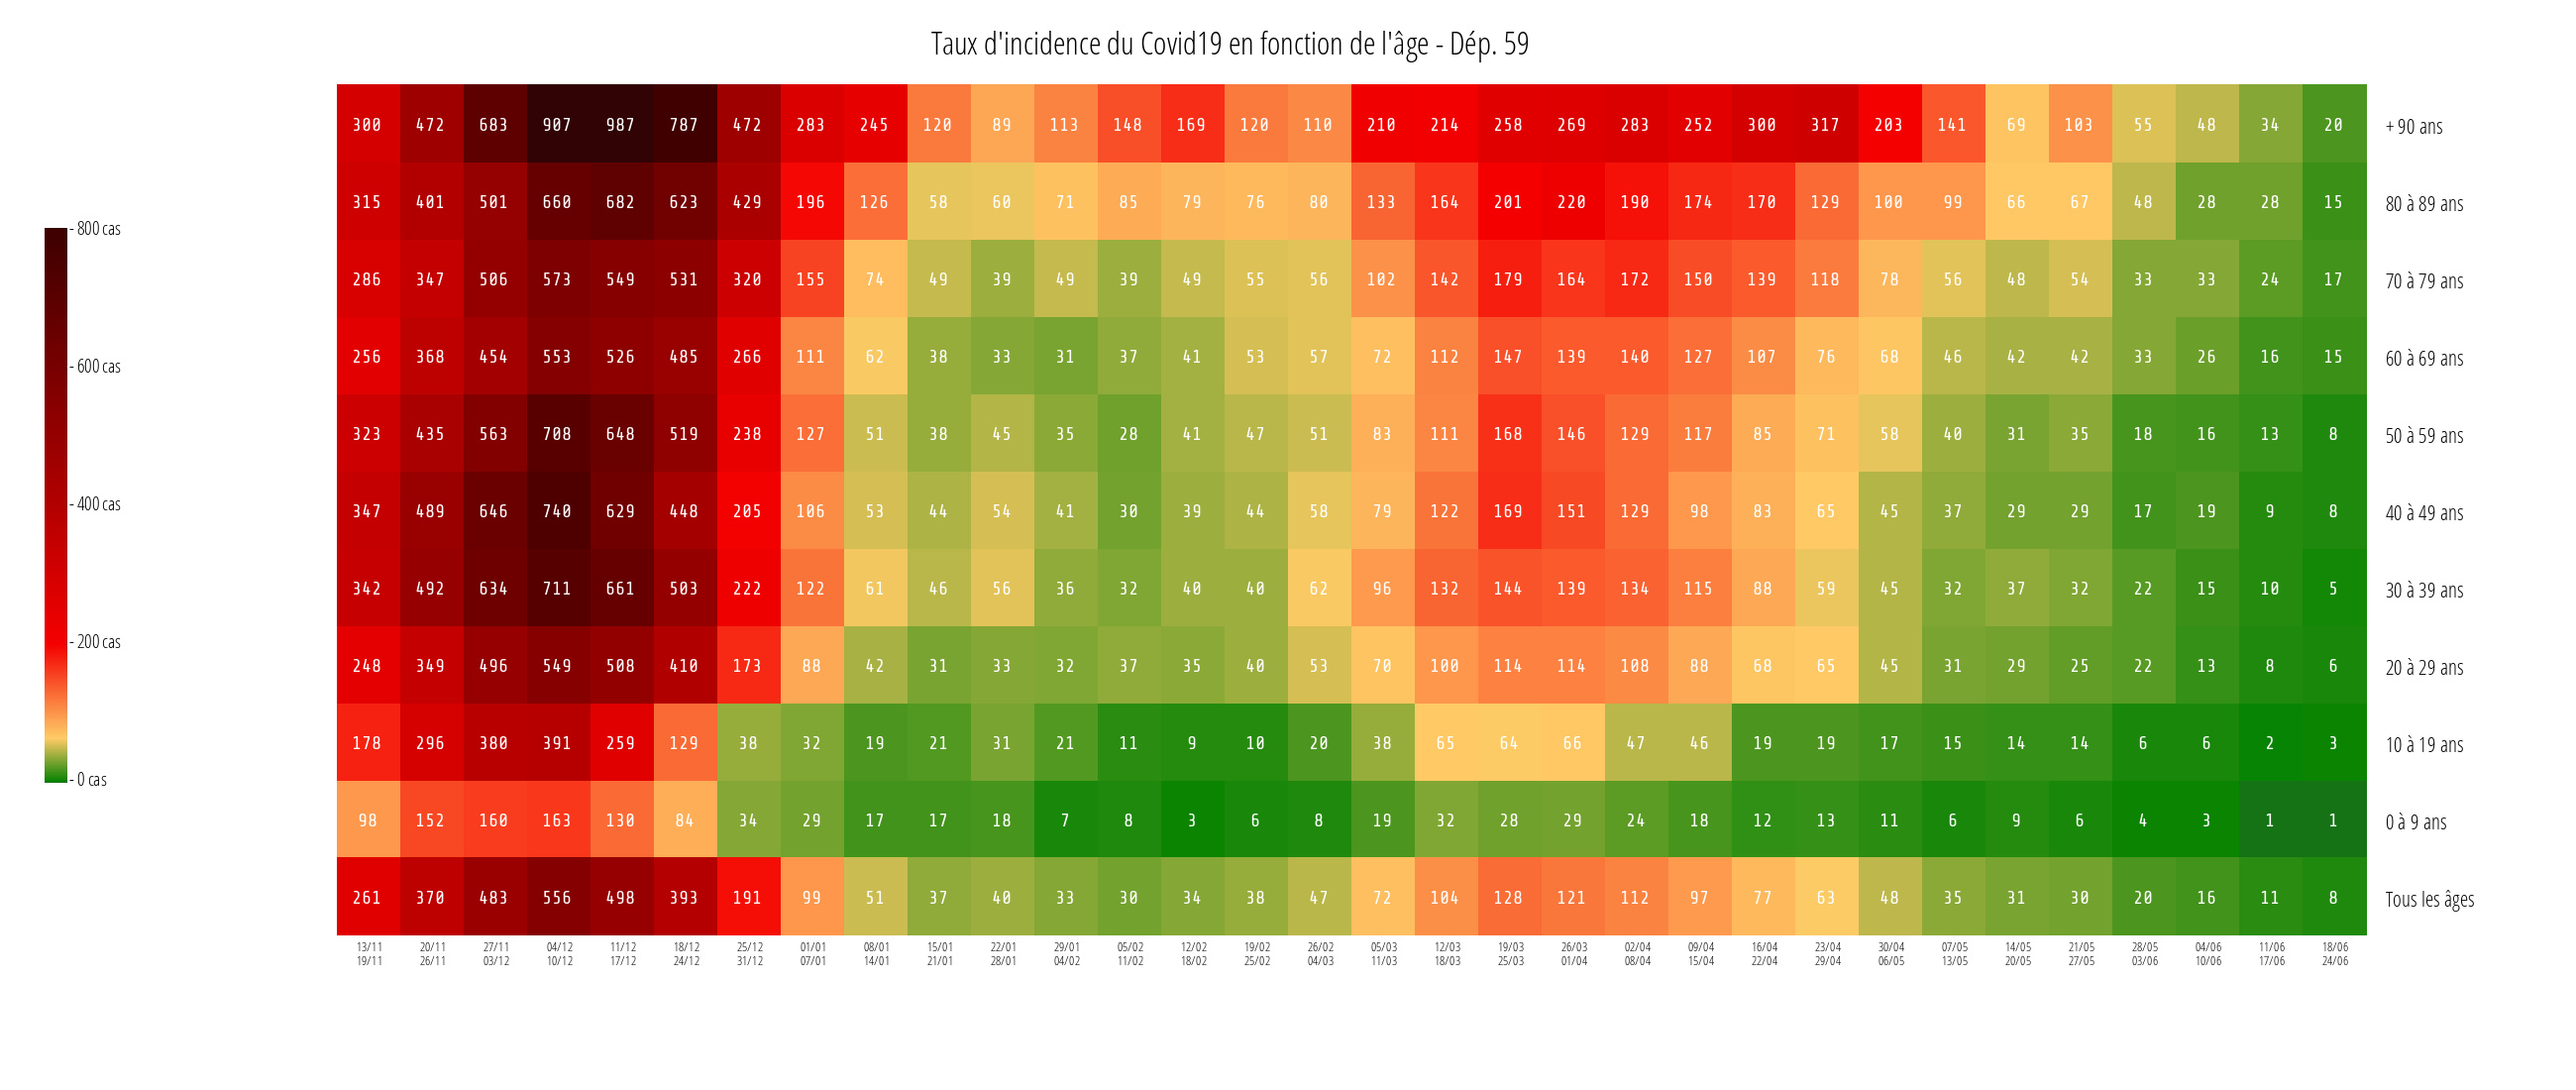 Taux d'incidence du Covid19 en fonction de l'âge - Dép. 59
- 800 cas
- 600 cas
- 400 cas
- 200 cas
- 0 cas
300 472 683 907 987 787 472 283 245 120 89 113 148 169 120 110 210 214 258 269 283 252 300 317 203 141 69 103 55 48 34 20 + 90 ans
315 401 501 660 682 623 429 196 126 58 60 71 85 79 76 80 133 164 201 220 190 174 170 129 100 99 66 67 48 28 28 15 80 à 89 ans
286 347 506 573 549 531 320 155 74 49 39 49 39 49 55 56 102 142 179 164 172 150 139 118 78 56 48 54 33 33 24 17 70 à 79 ans
256 368 454 553 526 485 266 111 62 38 33 31 37 41 53 57 72 112 147 139 140 127 107 76 68 46 42 42 33 26 16 15 60 à 69 ans
323 435 563 708 648 519 238 127 51 38 45 35 28 41 47 51 83 111 168 146 129 117 85 71 58 40 31 35 18 16 13 8 50 à 59 ans
347 489 646 740 629 448 205 106 53 44 54 41 30 39 44 58 79 122 169 151 129 98 83 65 45 37 29 29 17 19 9 8 40 à 49 ans
342 492 634 711 661 503 222 122 61 46 56 36 32 40 40 62 96 132 144 139 134 115 88 59 45 32 37 32 22 15 10 5 30 à 39 ans
248 349 496 549 508 410 173 88 42 31 33 32 37 35 40 53 70 100 114 114 108 88 68 65 45 31 29 25 22 13 8 6 20 à 29 ans
178 296 380 391 259 129 38 32 19 21 31 21 11 9 10 20 38 65 64 66 47 46 19 19 17 15 14 14 6 6 2 3 10 à 19 ans
98 152 160 163 130 84 34 29 17 17 18 7 8 3 6 8 19 32 28 29 24 18 12 13 11 6 9 6 4 3 1 1 0 à 9 ans
261 370 483 556 498 393 191 99 51 37 40 33 30 34 38 47 72 104 128 121 112 97 77 63 48 35 31 30 20 16 11 8 Tous les âges
13/11 20/11 27/11 04/12 11/12 18/12 25/12 01/01 08/01 15/01 22/01 29/01 05/02 12/02 19/02 26/02 05/03 12/03 19/03 26/03 02/04 09/04 16/04 23/04 30/04 07/05 14/05 21/05 28/05 04/06 11/06 18/06
19/11 26/11 03/12 10/12 17/12 24/12 31/12 07/01 14/01 21/01 28/01 04/02 11/02 18/02 25/02 04/03 11/03 18/03 25/03 01/04 08/04 15/04 22/04 29/04 06/05 13/05 20/05 27/05 03/06 10/06 17/06 24/06